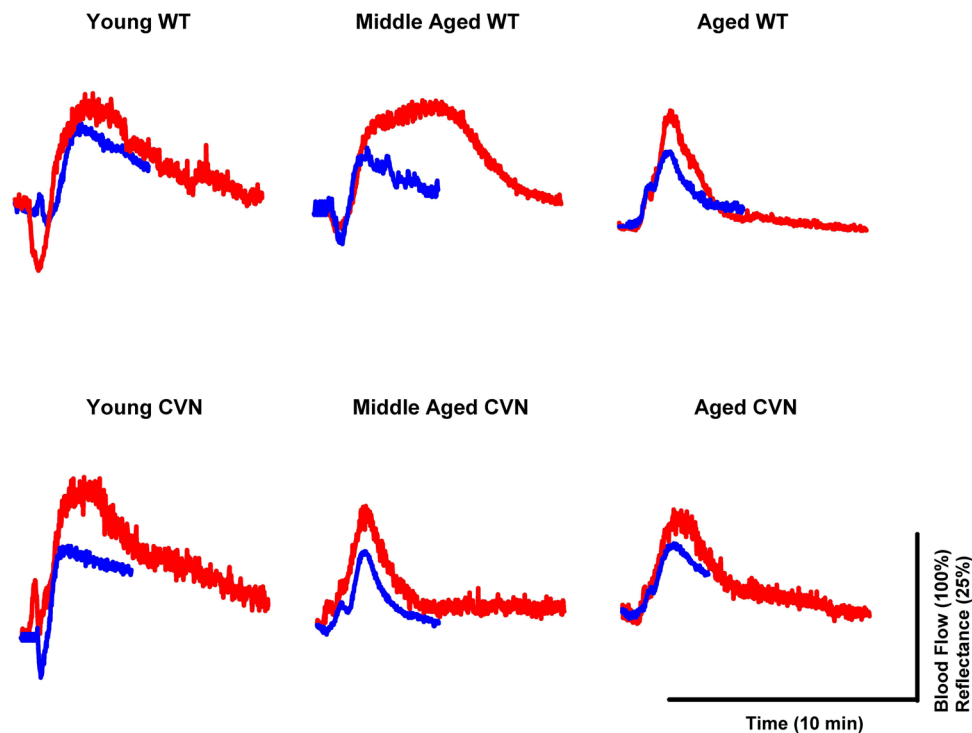 Young WT
Middle Aged WT
Aged WT
Young CVN
Middle Aged CVN
Aged CVN
Blood Flow (100%)
Reflectance (25%)
Time (10 min)